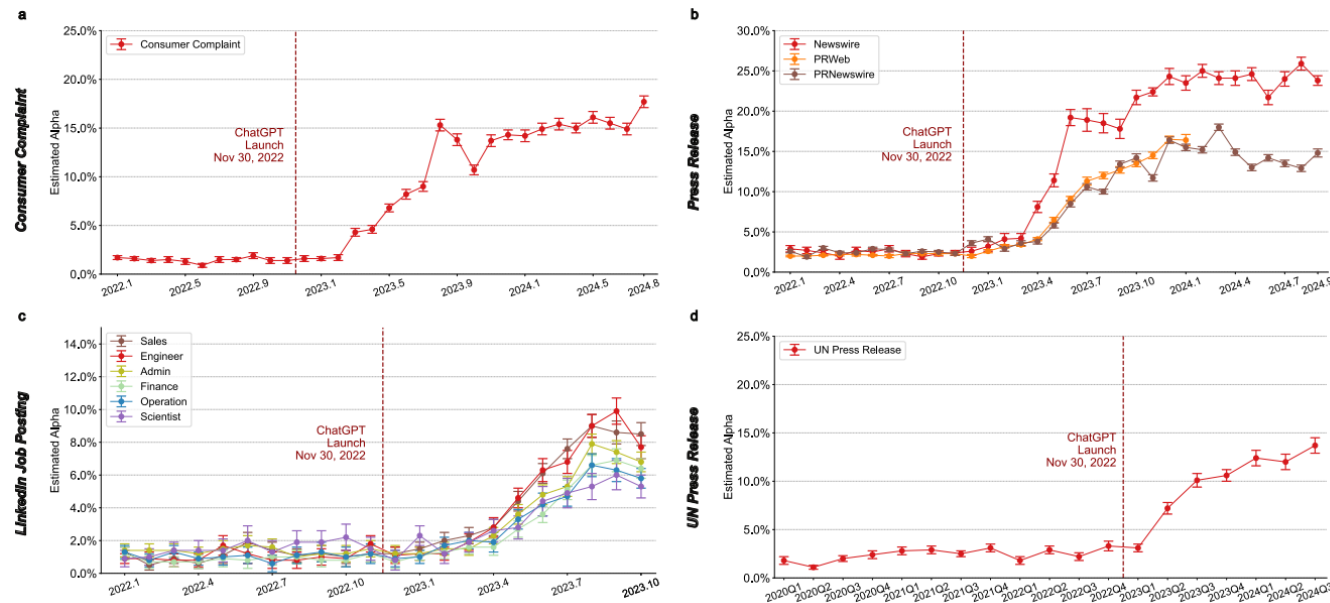 a
25.0%
20.0%
15.0%
10.0%
5.0%
0.0%
Consumer Complaint
Estimated Alpha
Consumer Complaint
ChatGPT
Launch
Nov 30, 2022
2022.1
2022.5
2022.9
2023.1
2023.5
2023.9
2024.1
2024.5
2024.8
b
30.0%
25.0%
20.0%
15.0%
10.0%
5.0%
0.0%
Press Release
Estimated Alpha
Newswire
PRWeb
PRNewswire
ChatGPT
Launch
Nov 30, 2022
2022.1
2022.4
2022.7
2022.10
2023.1
2023.4
2023.7
2023.10
2024.1
2024.4
2024.7
2024.9
c
14.0%
12.0%
10.0%
8.0%
6.0%
4.0%
2.0%
0.0%
LinkedIn Job Posting
Estimated Alpha
Sales
Engineer
Admin
Finance
Operation
Scientist
ChatGPT
Launch
Nov 30, 2022
2022.1
2022.4
2022.7
2022.10
2023.1
2023.4
2023.7
2023.10
d
25.0%
20.0%
15.0%
10.0%
5.0%
0.0%
UN Press Release
Estimated Alpha
UN Press Release
ChatGPT
Launch
Nov 30, 2022
2020Q1
2020Q2
2020Q3
2020Q4
2021Q1
2021Q2
2021Q3
2021Q4
2022Q1
2022Q2
2022Q3
2022Q4
2023Q1
2023Q2
2023Q3
2023Q4
2024Q1
2024Q2
2024Q3